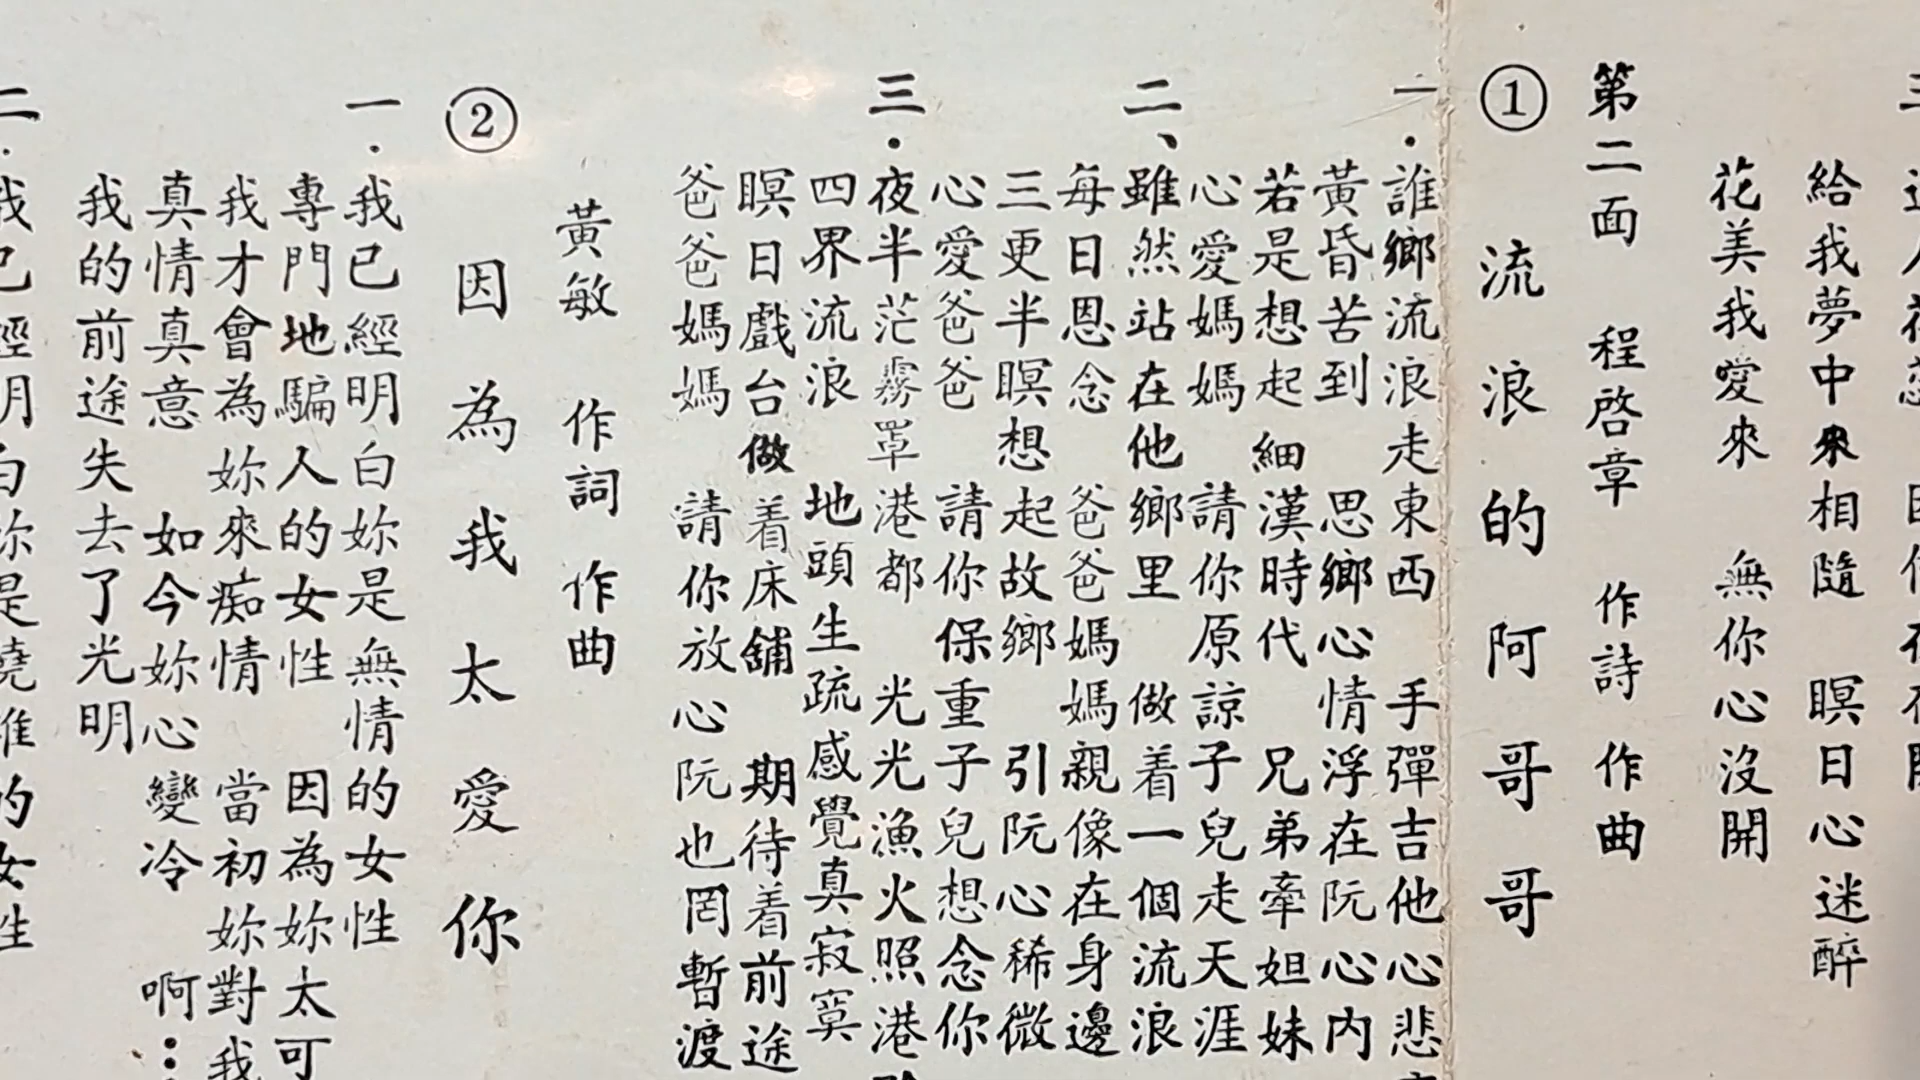 給我夢中來相隨　瞑日心迷醉
花美我愛來　無你心沒開
第二面　程啓章　作詩　作曲
① 流浪的阿哥哥
一．誰鄉流浪走東西　手彈吉他心悲
黃昏苦到　思鄉心情浮在阮心內
若是想起　細漢時代　兄弟牽妲妹
心愛媽媽　請你原諒子兒走天涯
二、雖然站在他鄉里　做着一個流浪
每日恩念　爸爸媽媽親像在身邊
三更半瞑想起故鄉　引阮心稀微
心愛爸爸　請你保重子兒想念你
三．夜半茫霧罩港都　光光漁火照港
四界流浪　地頭生疏感覺真寂寞
瞑日戲台做着床舖　期待着前途
爸爸媽媽　請你放心阮也罔暫渡
黃敏　作詞　作曲
② 因為我太愛你
一．我已經明白妳是無情的女性
專門地騙人的女性　因為妳太可
我才會為妳來痴情　當初妳對我
真情真意　如今妳心變冷　啊…
我的前途失去了光明
二．我已經明白妳是
的女性